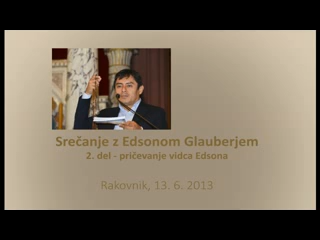 Srečanje z Edsonom Glauberjem
2. del - pričevanje vidca Edsona
Rakovnik, 13. 6. 2013